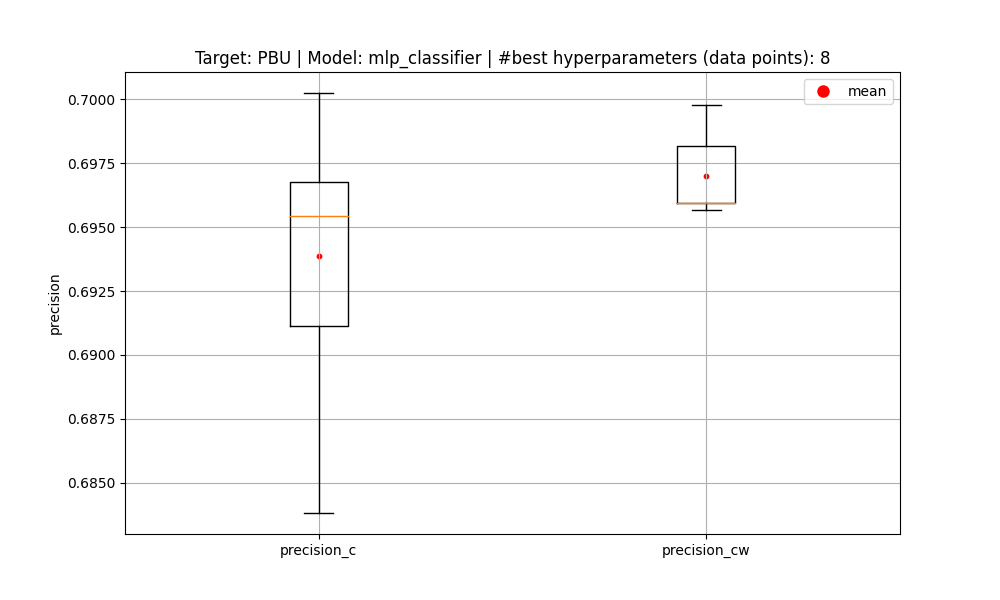 Target: PBU | Model: mlp_classifier | #best hyperparameters (data points): 8
mean
0.7000
0.6975
0.6950
0.6925
0.6900
0.6875
0.6850
precision
precision_c
precision_cw